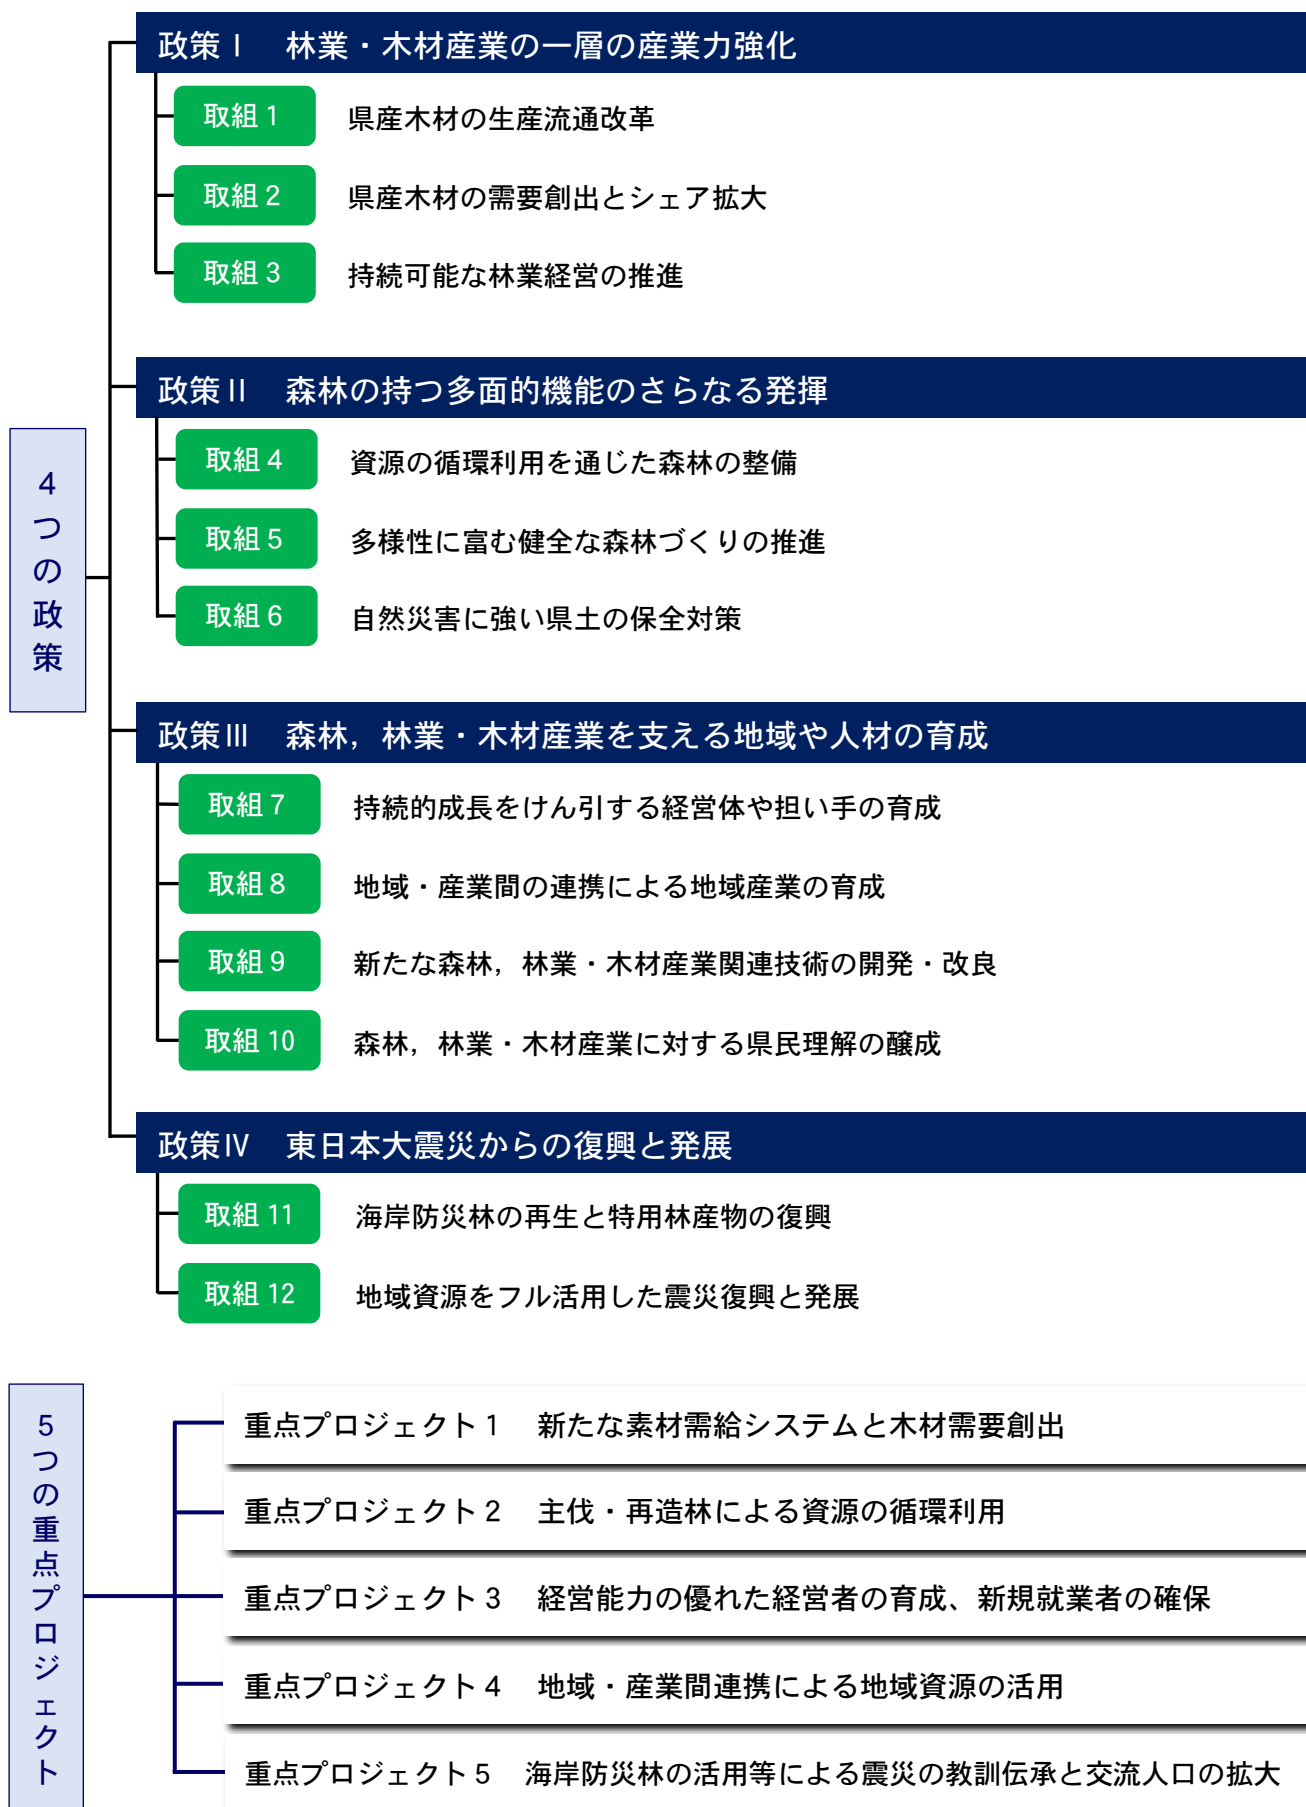 4つの政策
政策Ⅰ　林業・木材産業の一層の産業力強化
取組1　県産木材の生産流通改革
取組2　県産木材の需要創出とシェア拡大
取組3　持続可能な林業経営の推進
政策Ⅱ　森林の持つ多面的機能のさらなる発揮
取組4　資源の循環利用を通じた森林の整備
取組5　多様性に富む健全な森林づくりの推進
取組6　自然災害に強い県土の保全対策
政策Ⅲ　森林，林業・木材産業を支える地域や人材の育成
取組7　持続的成長をけん引する経営体や担い手の育成
取組8　地域・産業間の連携による地域産業の育成
取組9　新たな森林，林業・木材産業関連技術の開発・改良
取組10　森林，林業・木材産業に対する県民理解の醸成
政策Ⅳ　東日本大震災からの復興と発展
取組11　海岸防災林の再生と特用林産物の復興
取組12　地域資源をフル活用した震災復興と発展
5つの重点プロジェクト
重点プロジェクト1　新たな素材需給システムと木材需要創出
重点プロジェクト2　主伐・再造林による資源の循環利用
重点プロジェクト3　経営能力の優れた経営者の育成、新規就業者の確保
重点プロジェクト4　地域・産業間連携による地域資源の活用
重点プロジェクト5　海岸防災林の活用等による震災の教訓伝承と交流人口の拡大